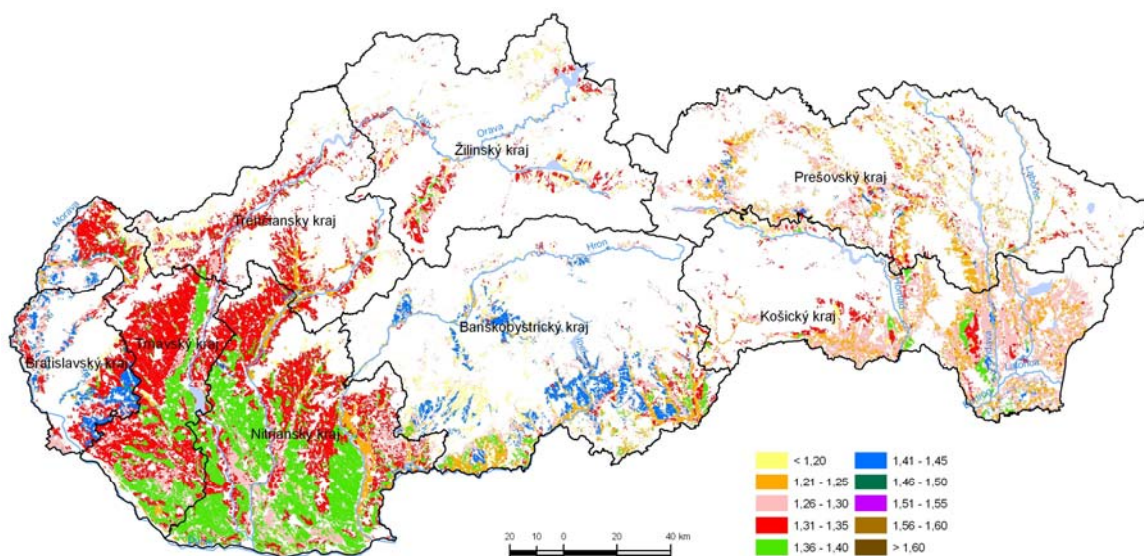 Orava
Váh
Žilinský kraj
Prešovský kraj
Laborec
Morava
Trenčiansky kraj
Hron
Hornád
Banskobystrický kraj
Košický kraj
Trnavský kraj
Bratislavský kraj
Nitriansky kraj
< 1,20
1,41 - 1,45
1,21 - 1,25
1,46 - 1,50
1,26 - 1,30
1,51 - 1,55
1,31 - 1,35
1,56 - 1,60
1,36 - 1,40
> 1,60
20 10 0 20 40 km